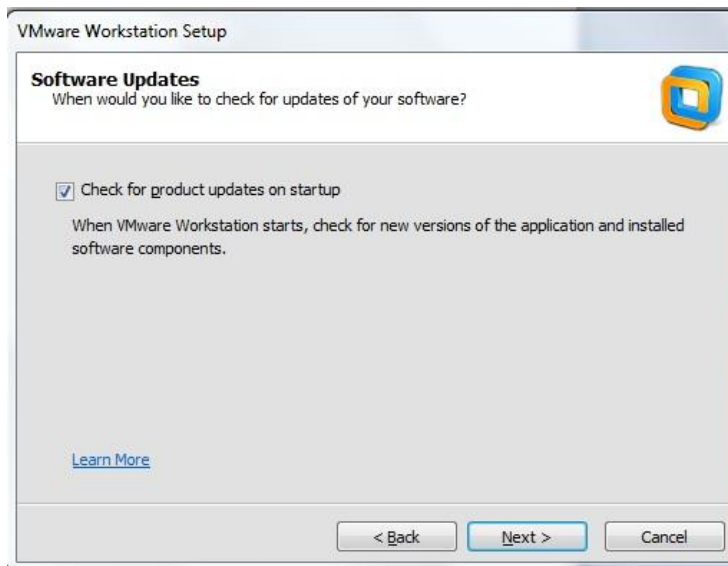 VMware Workstation Setup
Software Updates
When would you like to check for updates of your software?
Check for product updates on startup
When VMware Workstation starts, check for new versions of the application and installed
software components.
Learn More
< Back
Next >
Cancel